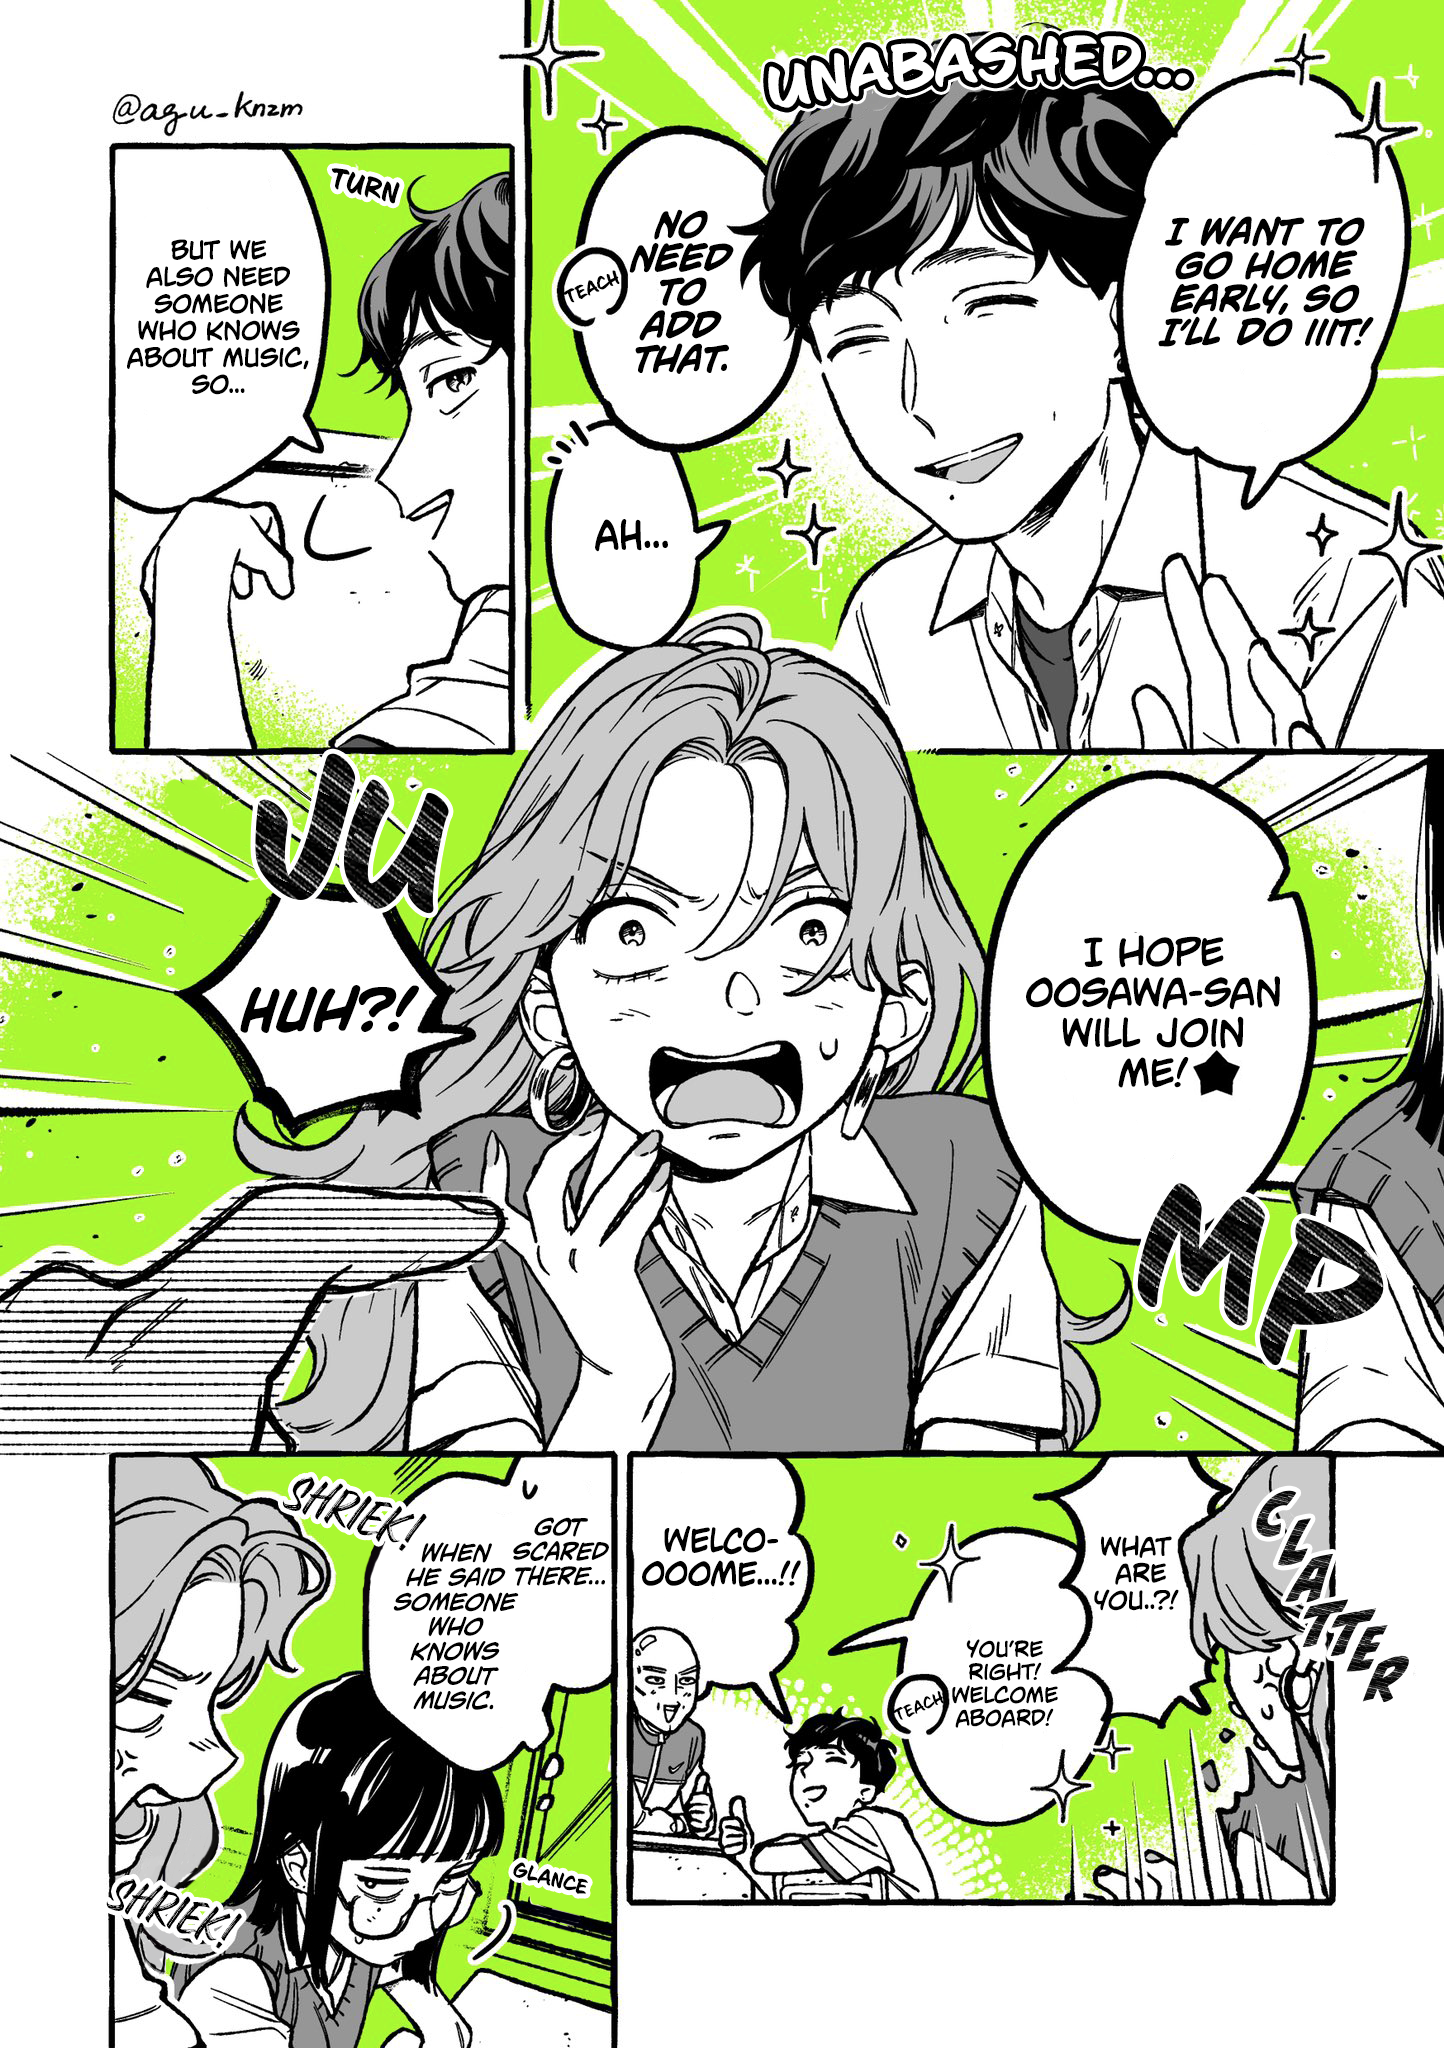 UNABASHED...
I WANT TO
GO HOME
EARLY, SO
I'LL DO IIIT!
NO
NEED
TO
ADD
THAT.
TEACH
AH...
@agu_knzm
TURN
BUT WE
ALSO NEED
SOMEONE
WHO KNOWS
ABOUT MUSIC,
SO...
I HOPE
OOSAWA-SAN
WILL JOIN
ME!★
JU
MP
HUH?!
CLATTER
WHAT
ARE
YOU..?!
YOU'RE
RIGHT!
WELCOME
ABOARD!
TEACH
WELCO-
OOOME...!!
GOT
SCARED
THERE...
WHEN
HE SAID
SOMEONE
WHO
KNOWS
ABOUT
MUSIC.
SHRIEK!
GLANCE
SHRIEK!